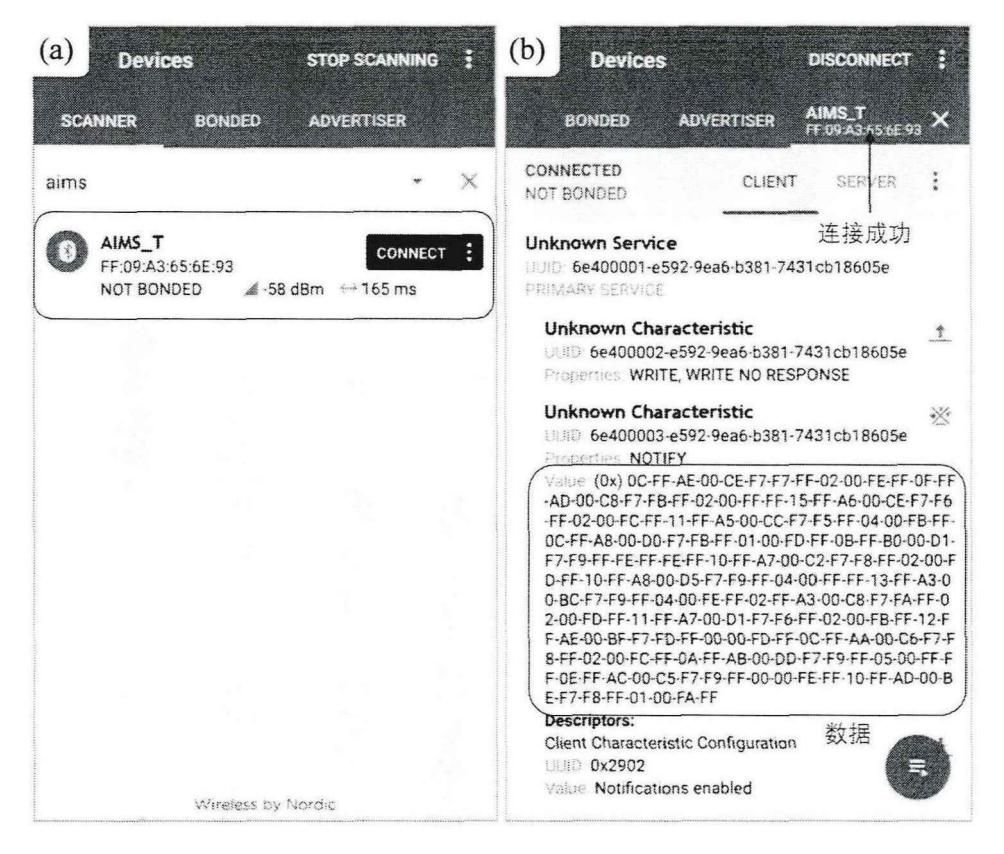 (a)
Devices
STOP SCANNING
SCANNER
BONDED
ADVERTISER
aims
AIMS_T
CONNECT
FF:09:A3:65:6E:93
NOT BONDED
-58 dBm
165 ms
Wireless by Nordic
(b)
Devices
DISCONNECT
BONDED
ADVERTISER
AIMS_T
FF:09:A3:65:6E:93
CONNECTED
NOT BONDED
CLIENT
SERVER
连接成功
Unknown Service
UUID: 6e400001-e592-9ea6-b381-7431cb18605e
PRIMARY SERVICE
Unknown Characteristic
UUID: 6e400002-e592-9ea6-b381-7431cb18605e
Properties: WRITE, WRITE NO RESPONSE
Unknown Characteristic
UUID: 6e400003-e592-9ea6-b381-7431cb18605e
Properties: NOTIFY
Value: (0x) 0C-FF-AE-00-CE-F7-F7-FF-02-00-FE-FF-0F-FF
-AD-00-C8-F7-FB-FF-02-00-FF-FF-15-FF-A6-00-CE-F7-F6
-FF-02-00-FC-FF-11-FF-A5-00-CC-F7-F5-FF-04-00-FB-FF-
0C-FF-A8-00-D0-F7-FB-FF-01-00-FD-FF-0B-FF-B0-00-D1-
F7-F9-FF-FE-FF-FE-FF-10-FF-A7-00-C2-F7-F8-FF-02-00-F
D-FF-10-FF-A8-00-D5-F7-F9-FF-04-00-FF-FF-13-FF-A3-0
0-BC-F7-F9-FF-04-00-FE-FF-02-FF-A3-00-C8-F7-FA-FF-0
2-00-FD-FF-11-FF-A7-00-D1-F7-F6-FF-02-00-FB-FF-12-F
F-AE-00-BF-F7-FD-FF-00-00-FD-FF-0C-FF-AA-00-C6-F7-F
8-FF-02-00-FC-FF-0A-FF-AB-00-DD-F7-F9-FF-05-00-FF-F
F-0E-FF-AC-00-C5-F7-F9-FF-00-00-FE-FF-10-FF-AD-00-B
E-F7-F8-FF-01-00-FA-FF
Descriptors:
数据
Client Characteristic Configuration
UUID: 0x2902
Value: Notifications enabled